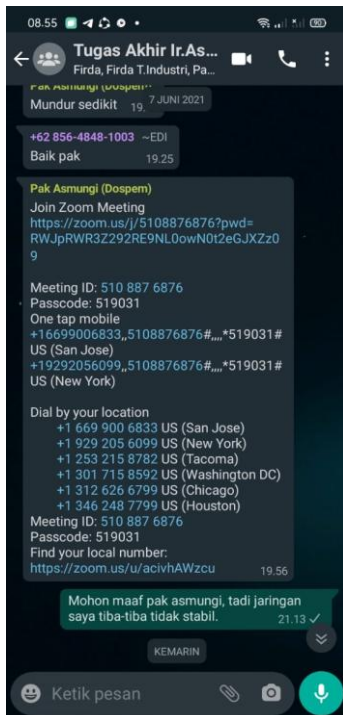 08.55
90
Tugas Akhir Ir.As...
Firda, Firda T.Industri, Pa...
Pak Asmungi (Dospem)
Mundur sedikit 19.
7 JUNI 2021
+62 856-4848-1003 ~EDI
Baik pak
19.25
Pak Asmungi (Dospem)
Join Zoom Meeting
https://zoom.us/j/5108876876?pwd=
RWJpRWR3Z292RE9NL0owN0t2eGJXZz0
9
Meeting ID: 510 887 6876
Passcode: 519031
One tap mobile
+16699006833,,5108876876#,,,,*519031#
US (San Jose)
+19292056099,,5108876876#,,,,*519031#
US (New York)
Dial by your location
+1 669 900 6833 US (San Jose)
+1 929 205 6099 US (New York)
+1 253 215 8782 US (Tacoma)
+1 301 715 8592 US (Washington DC)
+1 312 626 6799 US (Chicago)
+1 346 248 7799 US (Houston)
Meeting ID: 510 887 6876
Passcode: 519031
Find your local number:
https://zoom.us/u/acivhAWzcu
19.56
Mohon maaf pak asmungi, tadi jaringan
saya tiba-tiba tidak stabil.
21.13
KEMARIN
Ketik pesan